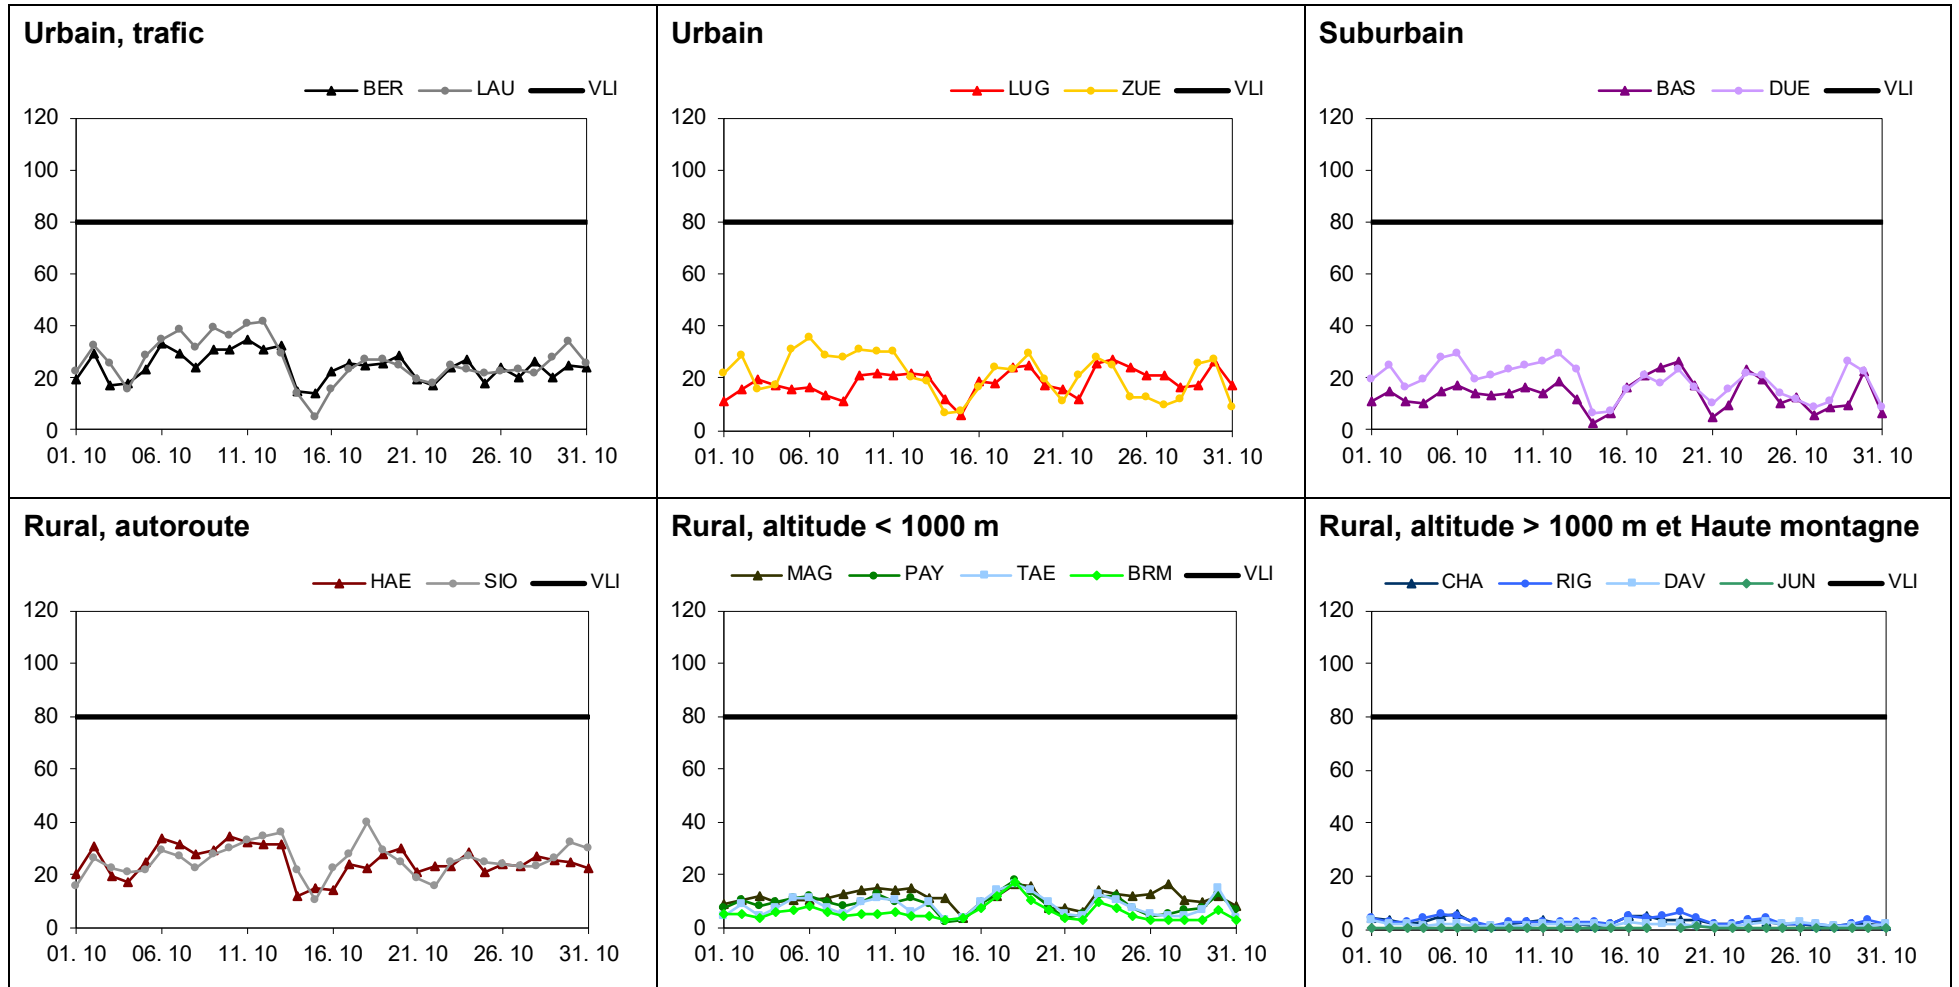 Urbain, trafic
BER LAU VLI
120
100
80
60
40
20
0
01. 10 06. 10 11. 10 16. 10 21. 10 26. 10 31. 10
Urbain
LUG ZUE VLI
120
100
80
60
40
20
0
01. 10 06. 10 11. 10 16. 10 21. 10 26. 10 31. 10
Suburbain
BAS DUE VLI
120
100
80
60
40
20
0
01. 10 06. 10 11. 10 16. 10 21. 10 26. 10 31. 10
Rural, autoroute
HAE SIO VLI
120
100
80
60
40
20
0
01. 10 06. 10 11. 10 16. 10 21. 10 26. 10 31. 10
Rural, altitude < 1000 m
MAG PAY TAE BRM VLI
120
100
80
60
40
20
0
01. 10 06. 10 11. 10 16. 10 21. 10 26. 10 31. 10
Rural, altitude > 1000 m et Haute montagne
CHA RIG DAV JUN VLI
120
100
80
60
40
20
0
01. 10 06. 10 11. 10 16. 10 21. 10 26. 10 31. 10